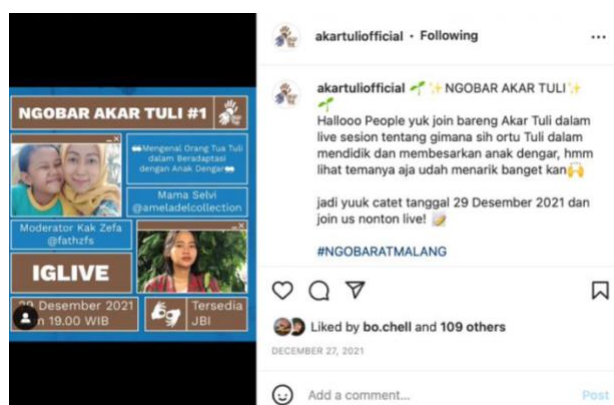 NGOBAR AKAR TULI #1
Mengenal Orang Tua Tuli
dalam Beradaptasi
dengan Anak Dengar
Mama Selvi
@ameladelcollection
Moderator Kak Zefa
@fathzfs
IGLIVE
Desember 2021
19.00 WIB
Tersedia
JBI
akartuliofficial • Following
akartuliofficial 🌱✨NGOBAR AKAR TULI✨
🌱
Hallooo People yuk join bareng Akar Tuli dalam
live sesion tentang gimana sih ortu Tuli dalam
mendidik dan membesarkan anak dengar, hmm
lihat temanya aja udah menarik banget kan🙌
jadi yuuk catet tanggal 29 Desember 2021 dan
join us nonton live! 📝
#NGOBARATMALANG
Liked by bo.chell and 109 others
DECEMBER 27, 2021
Add a comment...
Post